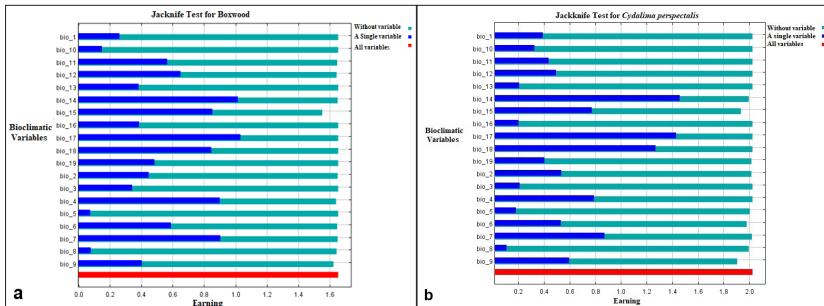 Jacknife Test for Boxwood
Without variable
A Single variable
All variables
bio_1
bio_10
bio_11
bio_12
bio_13
bio_14
bio_15
bio_16
bio_17
bio_18
bio_19
bio_2
bio_3
bio_4
bio_5
bio_6
bio_7
bio_8
bio_9
Bioclimatic
Variables
0.0 0.2 0.4 0.6 0.8 1.0 1.2 1.4 1.6
Earning
a
Jackknife Test for Cydalima perspectalis
Without variable
A single variable
All variables
bio_1
bio_10
bio_11
bio_12
bio_13
bio_14
bio_15
bio_16
bio_17
bio_18
bio_19
bio_2
bio_3
bio_4
bio_5
bio_6
bio_7
bio_8
bio_9
Bioclimatic
Variables
0.2 0.4 0.6 0.8 1.0 1.2 1.4 1.6 1.8 2.0
Earning
b